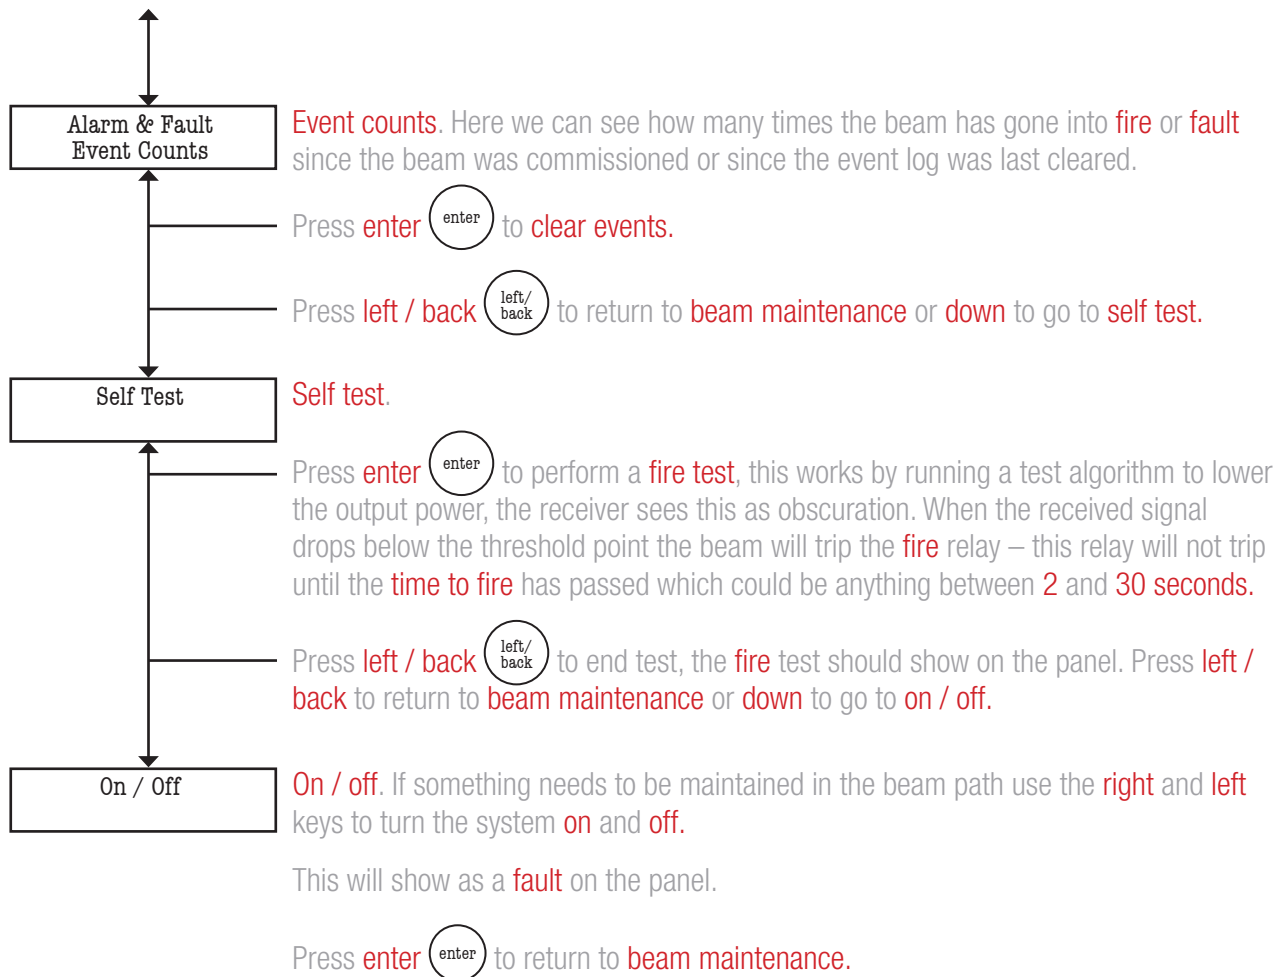 Alarm & Fault
Event Counts
Event counts. Here we can see how many times the beam has gone into fire or fault
since the beam was commissioned or since the event log was last cleared.
Press enter enter to clear events.
Press left / back left/ back to return to beam maintenance or down to go to self test.
Self Test
Self test.
Press enter enter to perform a fire test, this works by running a test algorithm to lower
the output power, the receiver sees this as obscuration. When the received signal
drops below the threshold point the beam will trip the fire relay – this relay will not trip
until the time to fire has passed which could be anything between 2 and 30 seconds.
Press left / back left/ back to end test, the fire test should show on the panel. Press left /
back to return to beam maintenance or down to go to on / off.
On / Off
On / off. If something needs to be maintained in the beam path use the right and left
keys to turn the system on and off.
This will show as a fault on the panel.
Press enter enter to return to beam maintenance.